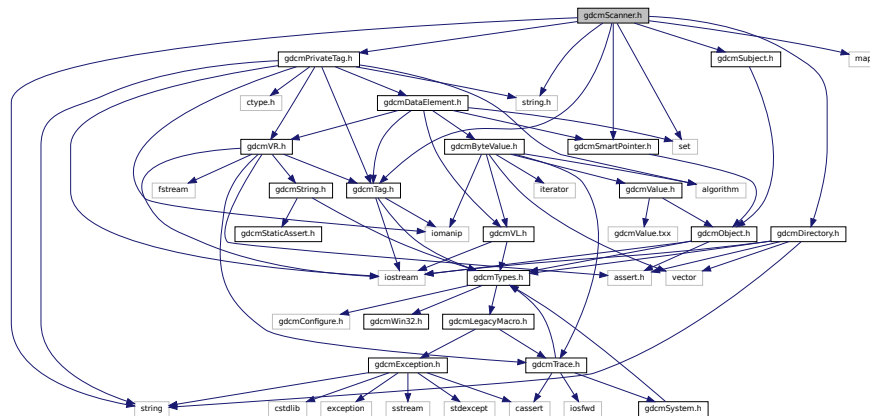 gdcmScanner.h
gdcmPrivateTag.h
gdcmSubject.h
map
ctype.h
gdcmDataElement.h
string.h
gdcmVR.h
gdcmByteValue.h
gdcmSmartPointer.h
set
fstream
gdcmString.h
gdcmTag.h
iterator
gdcmValue.h
algorithm
gdcmStaticAssert.h
iomanip
gdcmVL.h
gdcmValue.txx
gdcmObject.h
gdcmDirectory.h
iostream
gdcmTypes.h
assert.h
vector
gdcmConfigure.h
gdcmWin32.h
gdcmLegacyMacro.h
gdcmException.h
gdcmTrace.h
string
cstdlib
exception
sstream
stdexcept
cassert
iosfwd
gdcmSystem.h